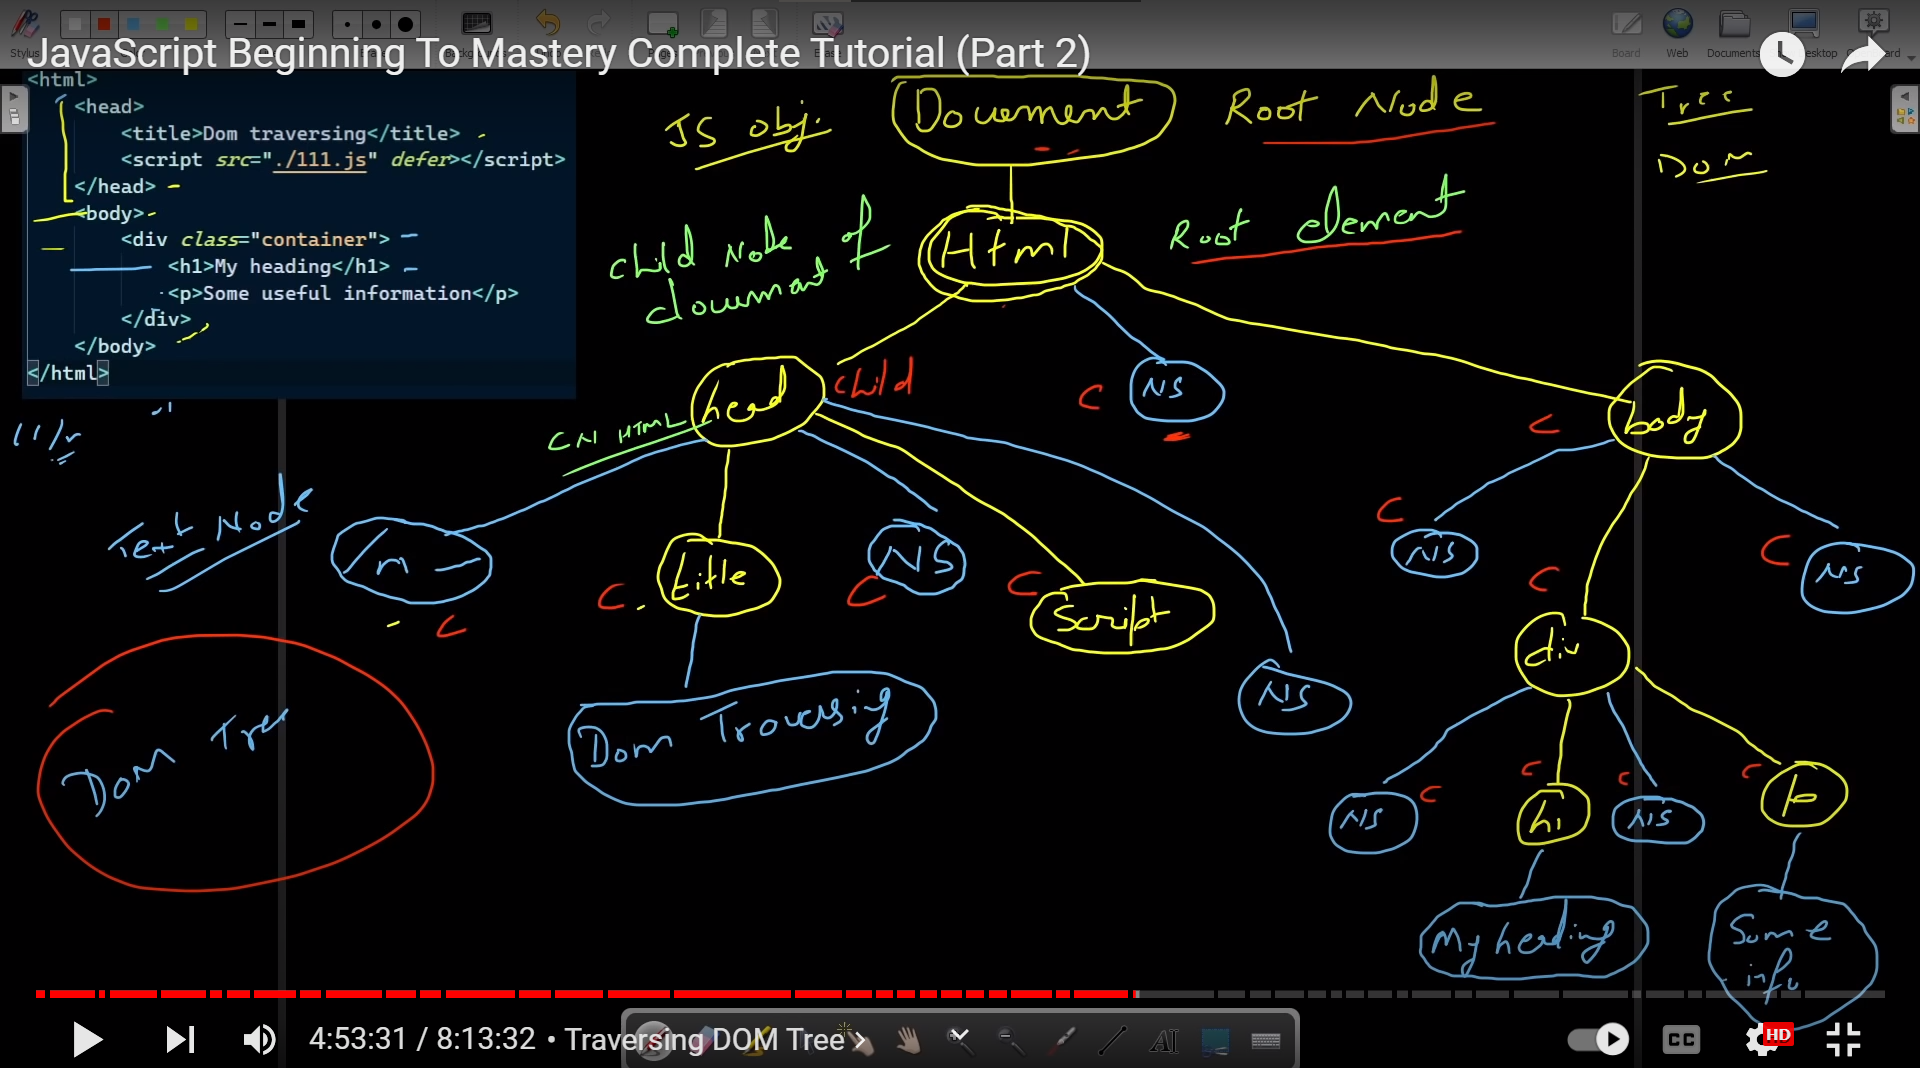 Stylus
Board
Web
Documents
JavaScript Beginning To Mastery Complete Tutorial (Part 2)
<html>
<head>
<title>Dom traversing</title>
<script src="./111.js" defer></script>
</head>
<body>
<div class="container">
<h1>My heading</h1>
<p>Some useful information</p>
</div>
</body>
</html>
JS obj.
Document
Root Node
Tree
DOM
child Node of
document
Html
Root element
head
child
C
NS
C
body
CN HTML
Text Node
/n
C
C
title
C
NS
C
script
NS
C
NS
C
NS
C
div
Dom Tree
Dom Traversing
NS
C
C
h1
C
NS
C
p
My heading
Some
info
4:53:31 / 8:13:32 • Traversing DOM Tree
AI
CC
HD